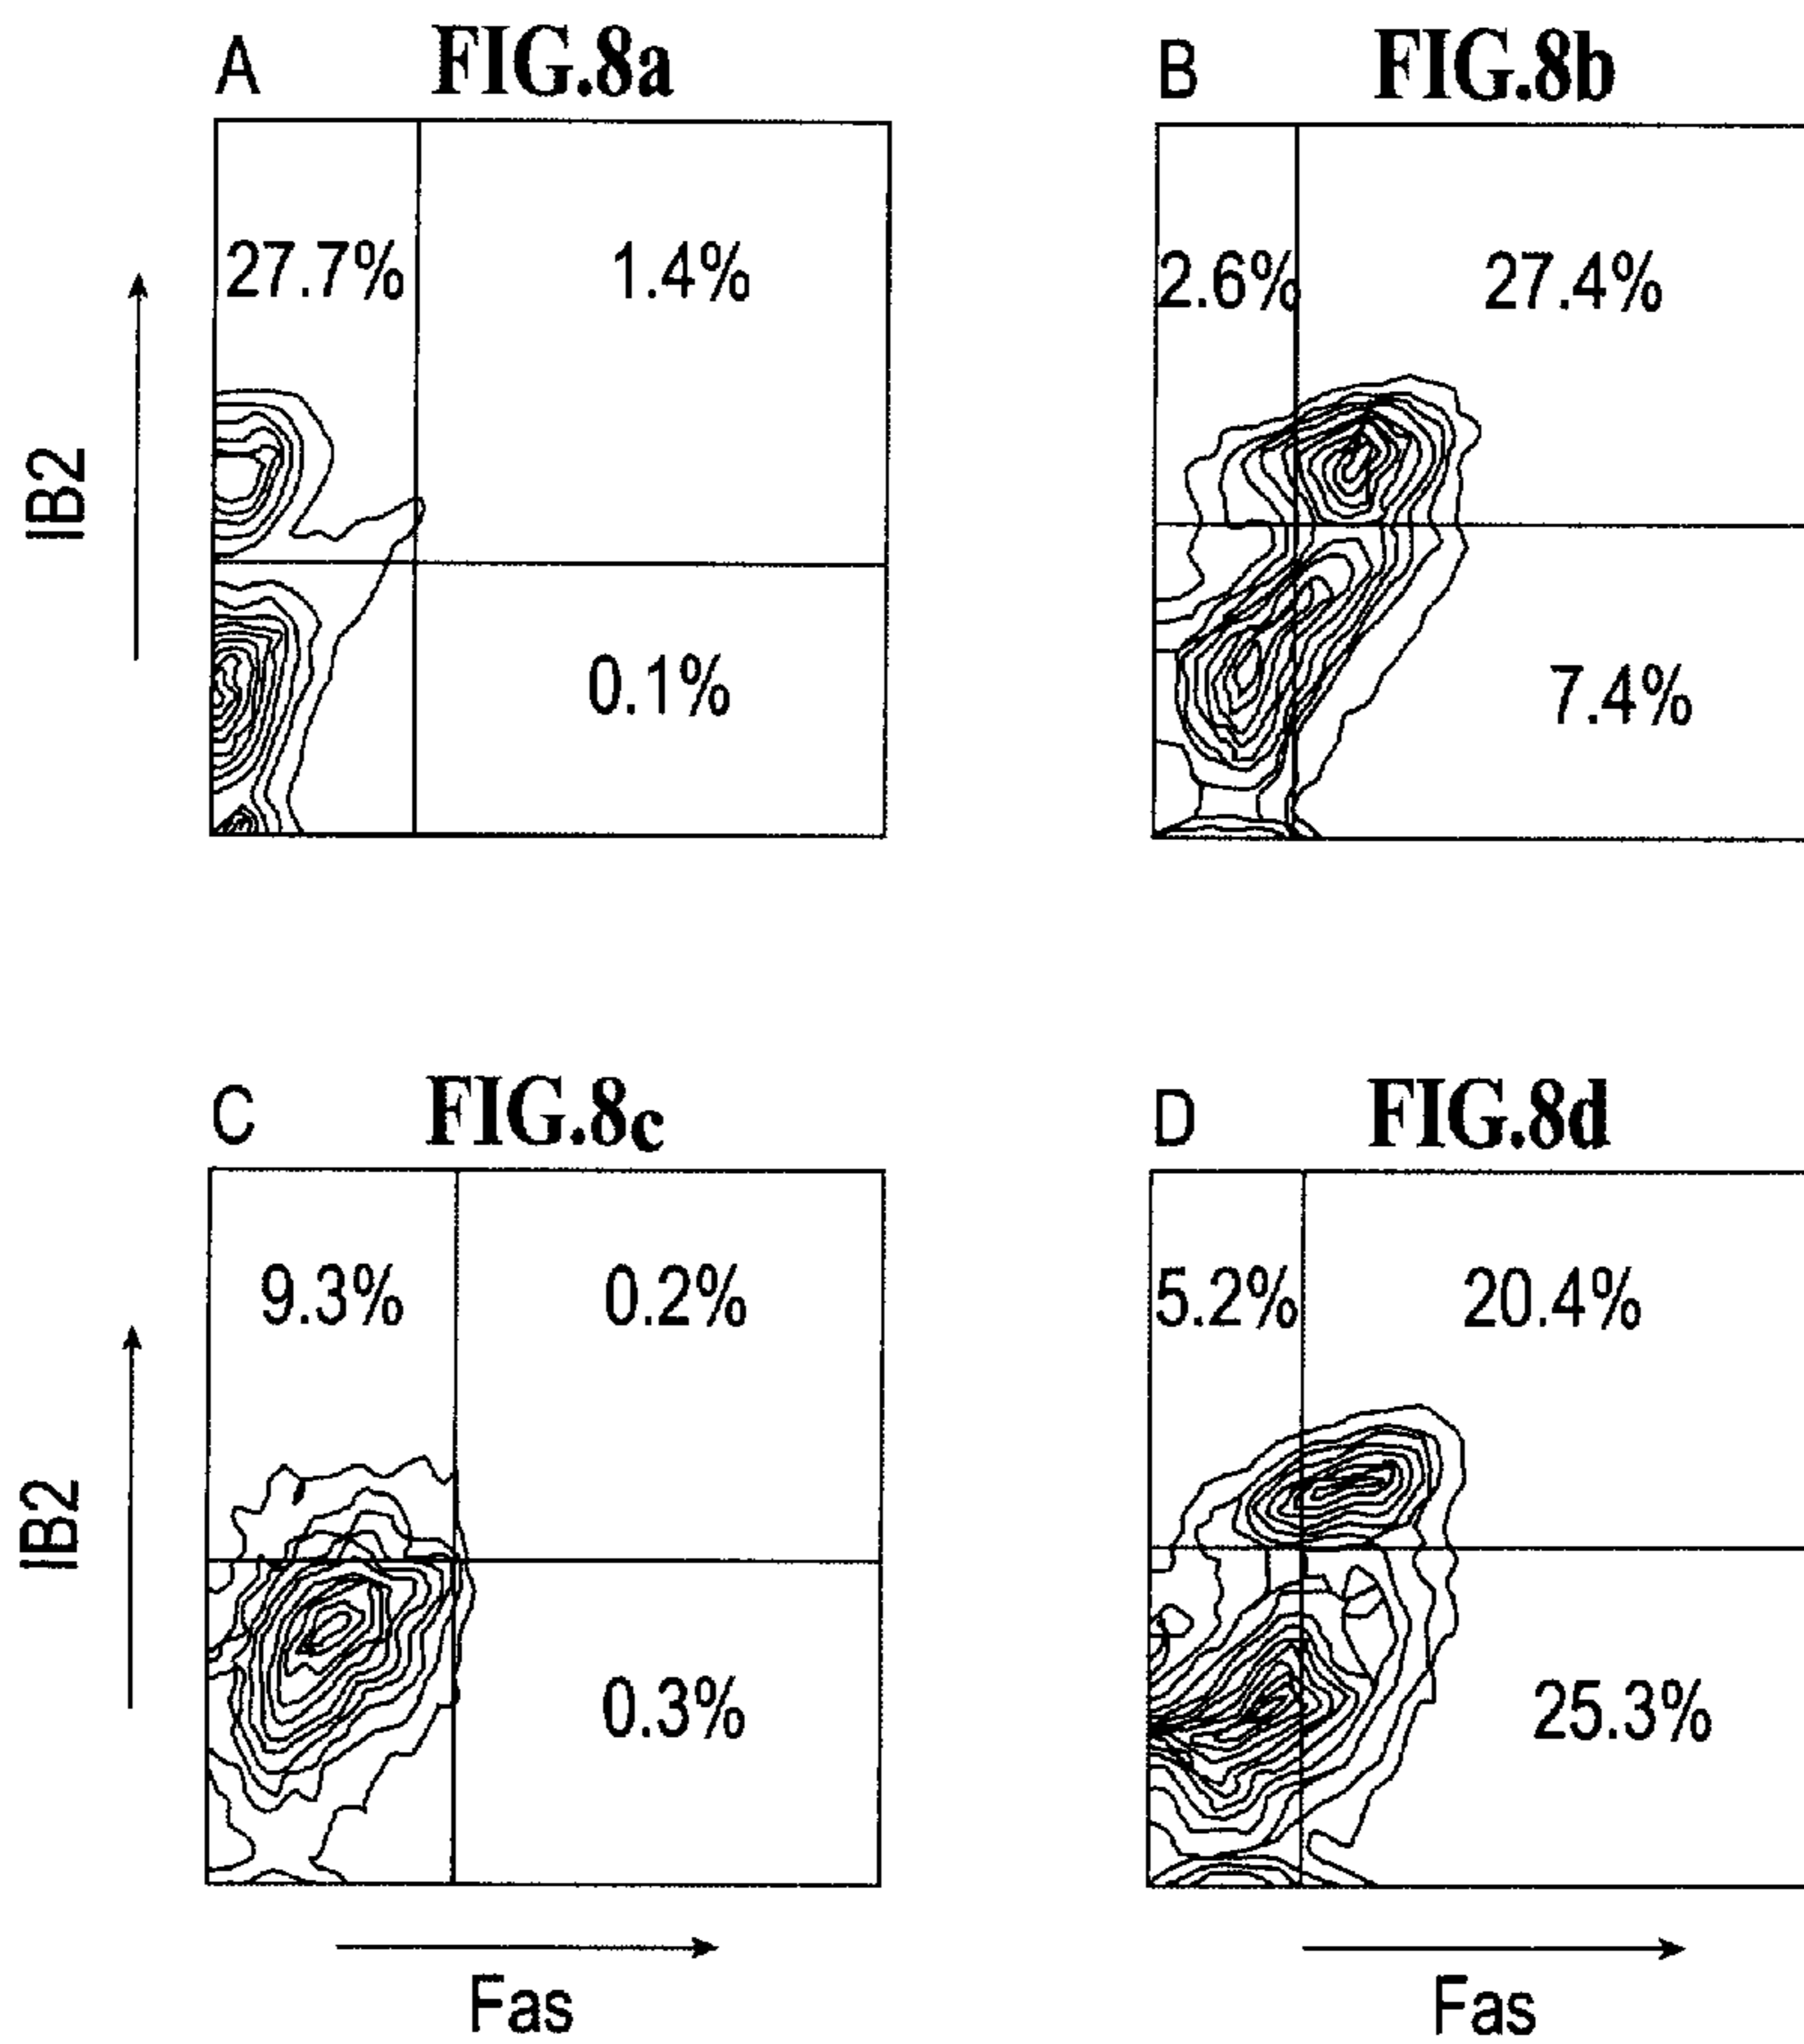 A FIG.8a
B FIG.8b
27.7% 1.4%
2.6% 27.4%
IB2
0.1%
7.4%
C FIG.8c
D FIG.8d
9.3% 0.2%
5.2% 20.4%
IB2
0.3%
25.3%
Fas
Fas